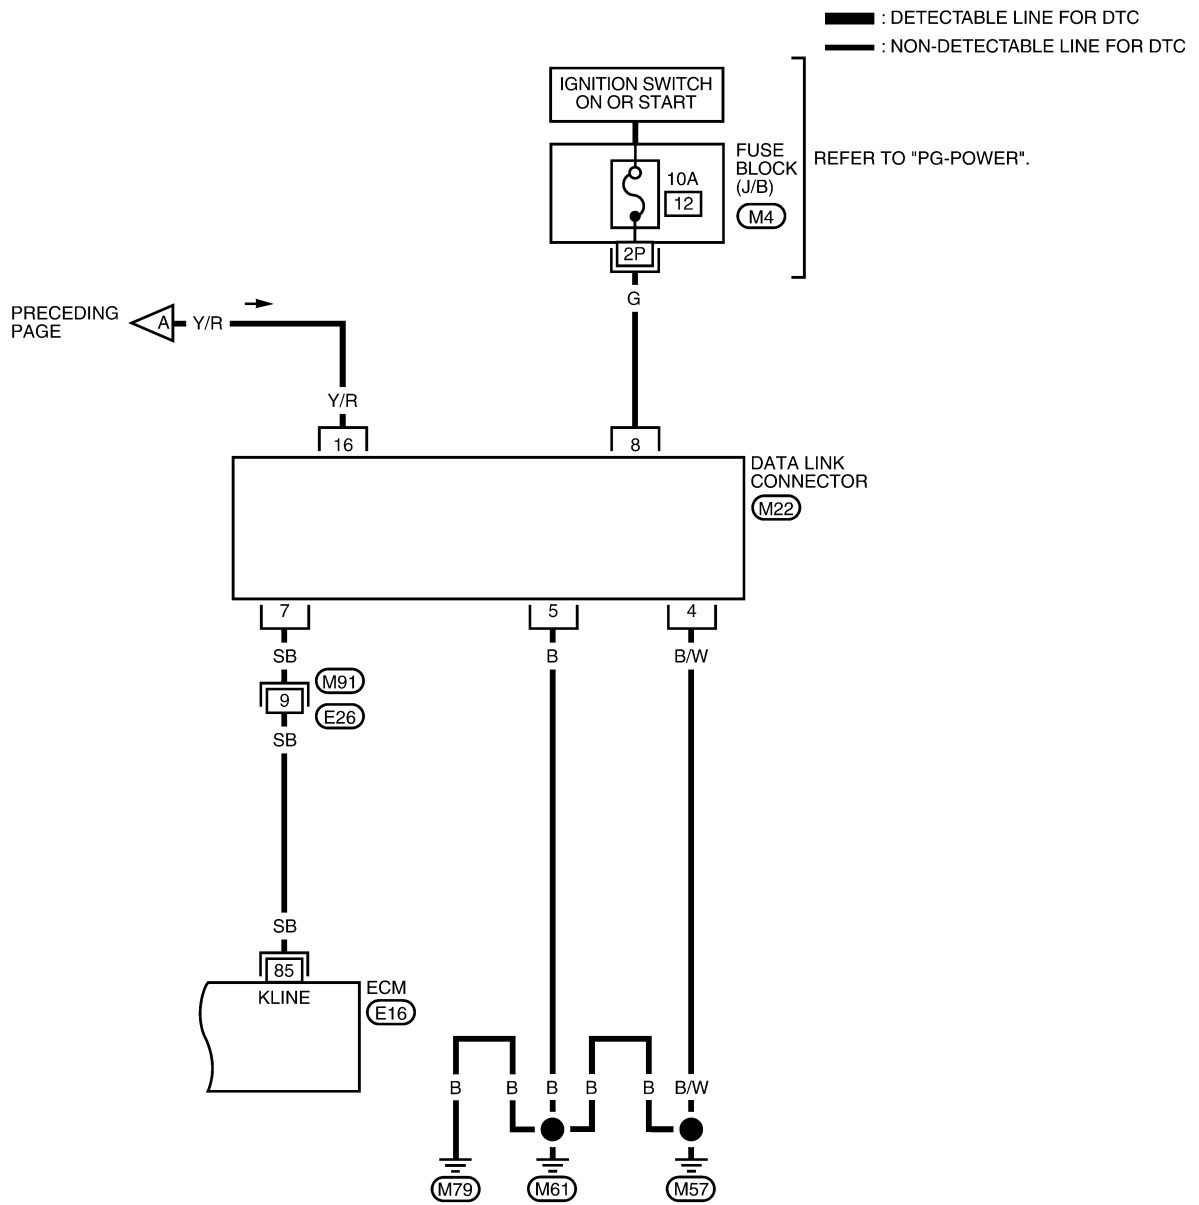 : DETECTABLE LINE FOR DTC
: NON-DETECTABLE LINE FOR DTC
IGNITION SWITCH
ON OR START
FUSE
BLOCK
(J/B)
M4
REFER TO "PG-POWER".
10A
12
2P
G
PRECEDING
PAGE
A
Y/R
Y/R
16
8
DATA LINK
CONNECTOR
M22
7
5
4
SB
B
B/W
M91
9
E26
SB
SB
85
KLINE
ECM
E16
B
B
B
B
B
B/W
M79
M61
M57